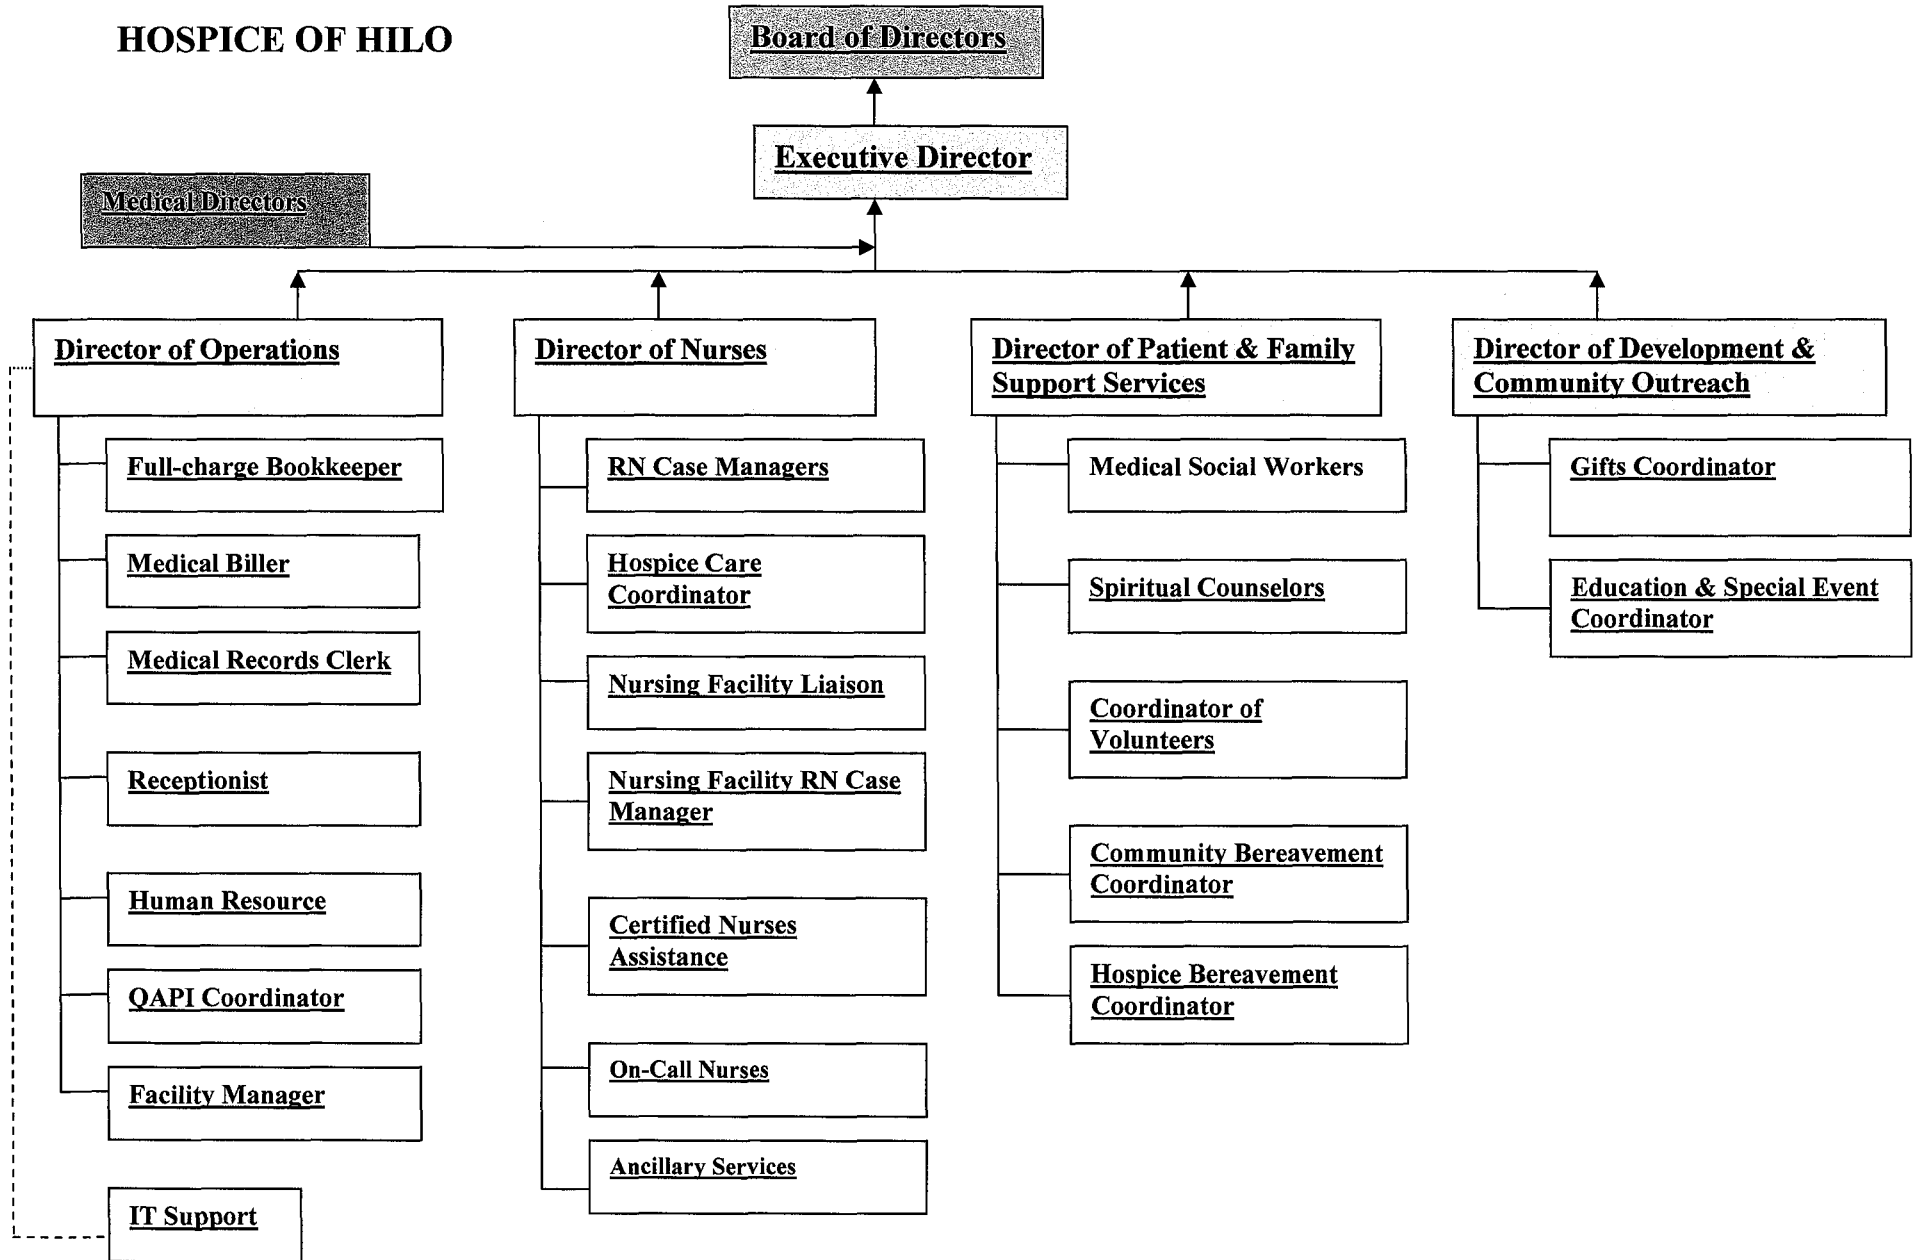 HOSPICE OF HILO
Board of Directors
Executive Director
Medical Directors
Director of Operations
Full-charge Bookkeeper
Medical Biller
Medical Records Clerk
Receptionist
Human Resource
QAPI Coordinator
Facility Manager
IT Support
Director of Nurses
RN Case Managers
Hospice Care
Coordinator
Nursing Facility Liaison
Nursing Facility RN Case
Manager
Certified Nurses
Assistance
On-Call Nurses
Ancillary Services
Director of Patient & Family
Support Services
Medical Social Workers
Spiritual Counselors
Coordinator of
Volunteers
Community Bereavement
Coordinator
Hospice Bereavement
Coordinator
Director of Development &
Community Outreach
Gifts Coordinator
Education & Special Event
Coordinator